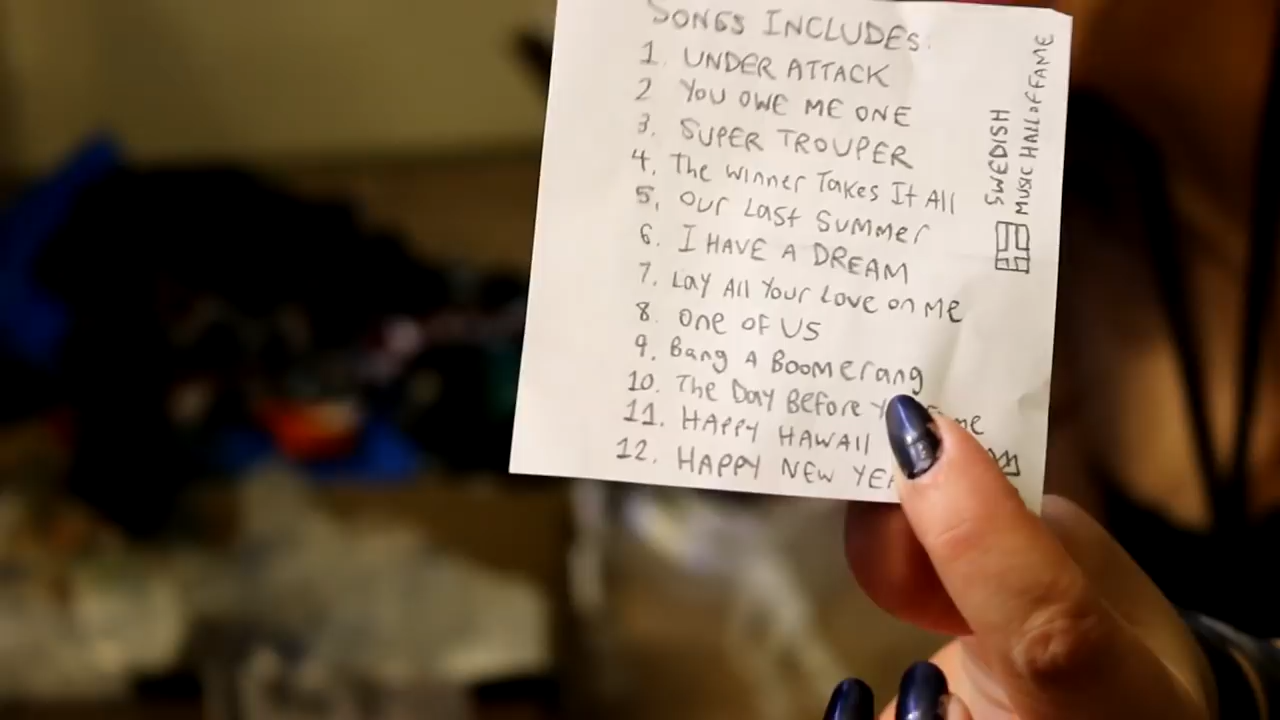 SONGS INCLUDES:
1. UNDER ATTACK
2 YOU OWE ME ONE
3. SUPER TROUPER
4. The Winner Takes It All
5. Our Last Summer
6. I HAVE A DREAM
7. Lay All Your Love on Me
8. One of US
9. Bang A Boomerang
10. The Day Before
11. HAPPY HAWAII
12. HAPPY NEW
SWEDISH
MUSIC HALL OF FAME